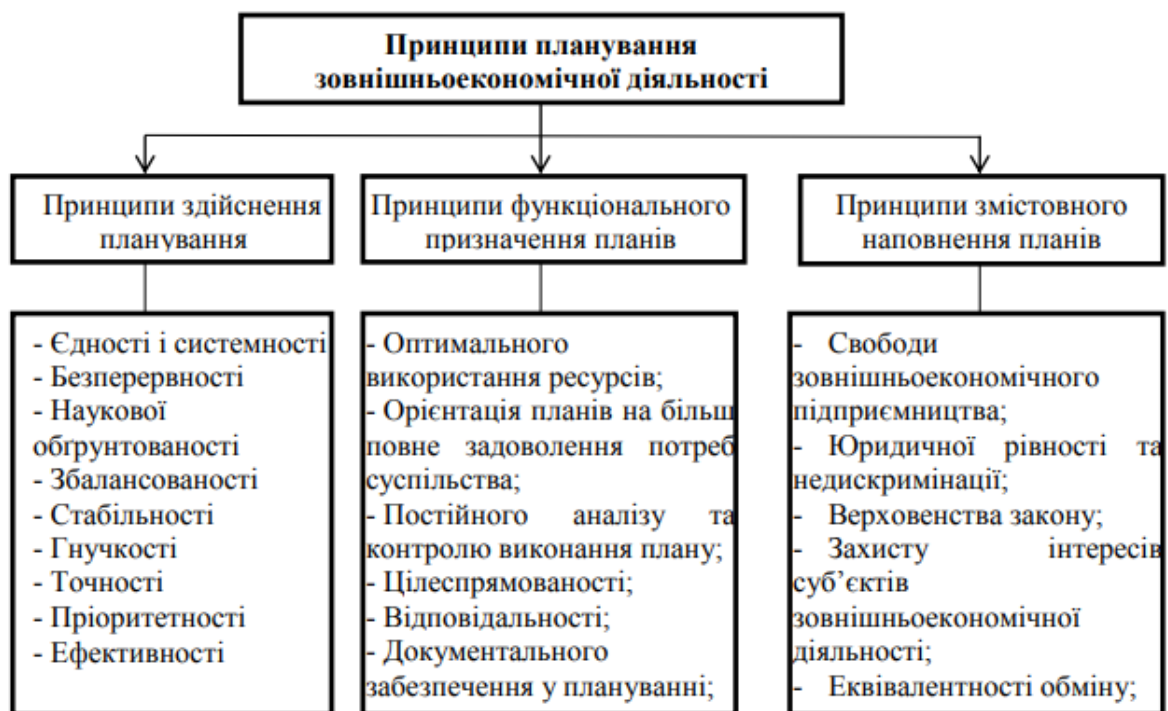 Принципи планування
зовнішньоекономічної діяльності
Принципи здійснення
планування
Принципи функціонального
призначення планів
Принципи змістовного
наповнення планів
- Єдності і системності
- Безперервності
- Наукової
обґрунтованості
- Збалансованості
- Стабільності
- Гнучкості
- Точності
- Пріоритетності
- Ефективності
- Оптимального
використання ресурсів;
- Орієнтація планів на більш
повне задоволення потреб
суспільства;
- Постійного аналізу та
контролю виконання плану;
- Цілеспрямованості;
- Відповідальності;
- Документального
забезпечення у плануванні;
- Свободи
зовнішньоекономічного
підприємництва;
- Юридичної рівності та
недискримінації;
- Верховенства закону;
- Захисту інтересів
суб’єктів
зовнішньоекономічної
діяльності;
- Еквівалентності обміну;